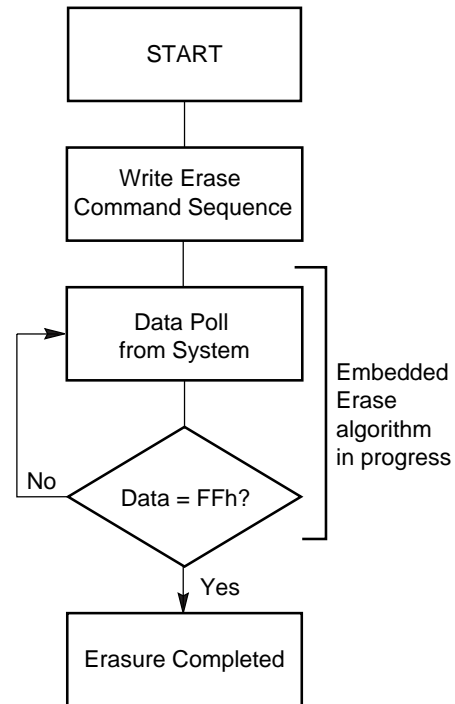 START
Write Erase
Command Sequence
Data Poll
from System
Embedded
Erase
algorithm
in progress
No
Data = FFh?
Yes
Erasure Completed